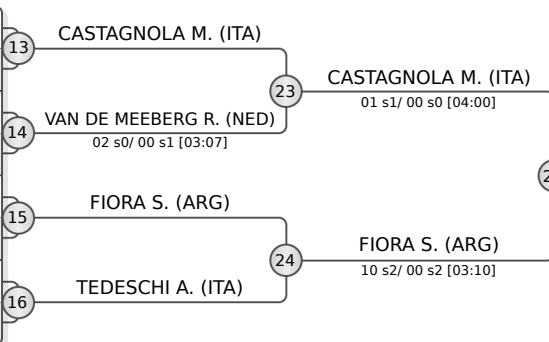 13
CASTAGNOLA M. (ITA)
23
CASTAGNOLA M. (ITA)
01 s1/ 00 s0 [04:00]
14
VAN DE MEEBERG R. (NED)
02 s0/ 00 s1 [03:07]
15
FIORA S. (ARG)
24
FIORA S. (ARG)
10 s2/ 00 s2 [03:10]
16
TEDESCHI A. (ITA)